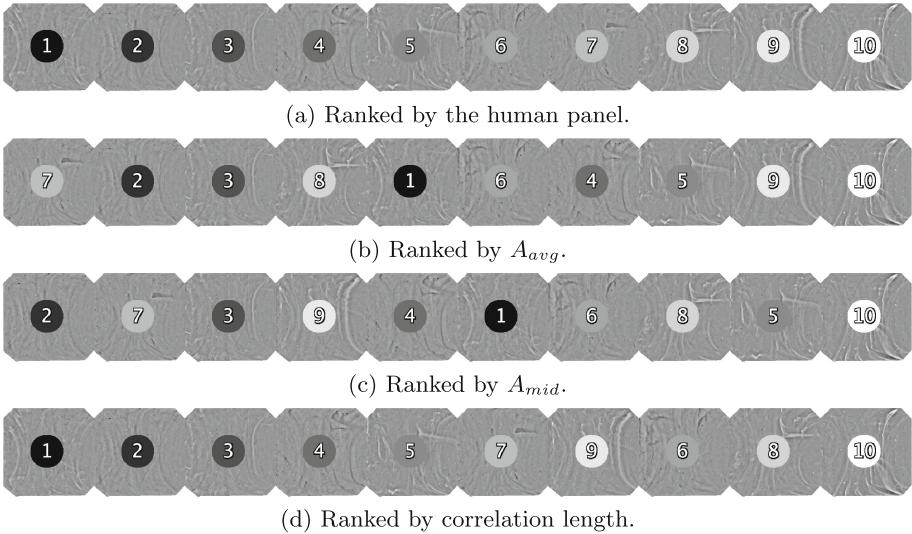 1 2 3 4 5 6 7 8 9 10
(a) Ranked by the human panel.
7 2 3 8 1 6 4 5 9 10
(b) Ranked by A_avg.
2 7 3 9 4 1 6 8 5 10
(c) Ranked by A_mid.
1 2 3 4 5 7 9 6 8 10
(d) Ranked by correlation length.